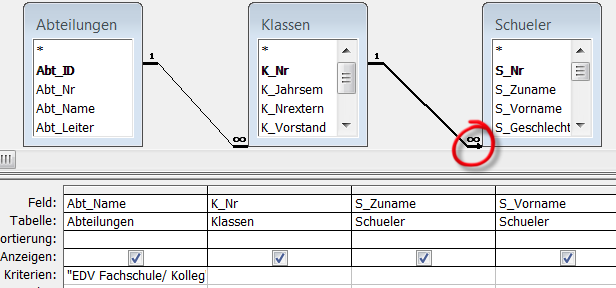 Abteilungen
*
Abt_ID
Abt_Nr
Abt_Name
Abt_Leiter
1
∞
Klassen
*
K_Nr
K_Jahrsem
K_Nrextern
K_Vorstand
1
∞
Schueler
*
S_Nr
S_Zuname
S_Vorname
S_Geschlecht
Feld: Abt_Name K_Nr S_Zuname S_Vorname
Tabelle: Abteilungen Klassen Schueler Schueler
ortierung:
Anzeigen:
Kriterien: "EDV Fachschule/ Kolleg